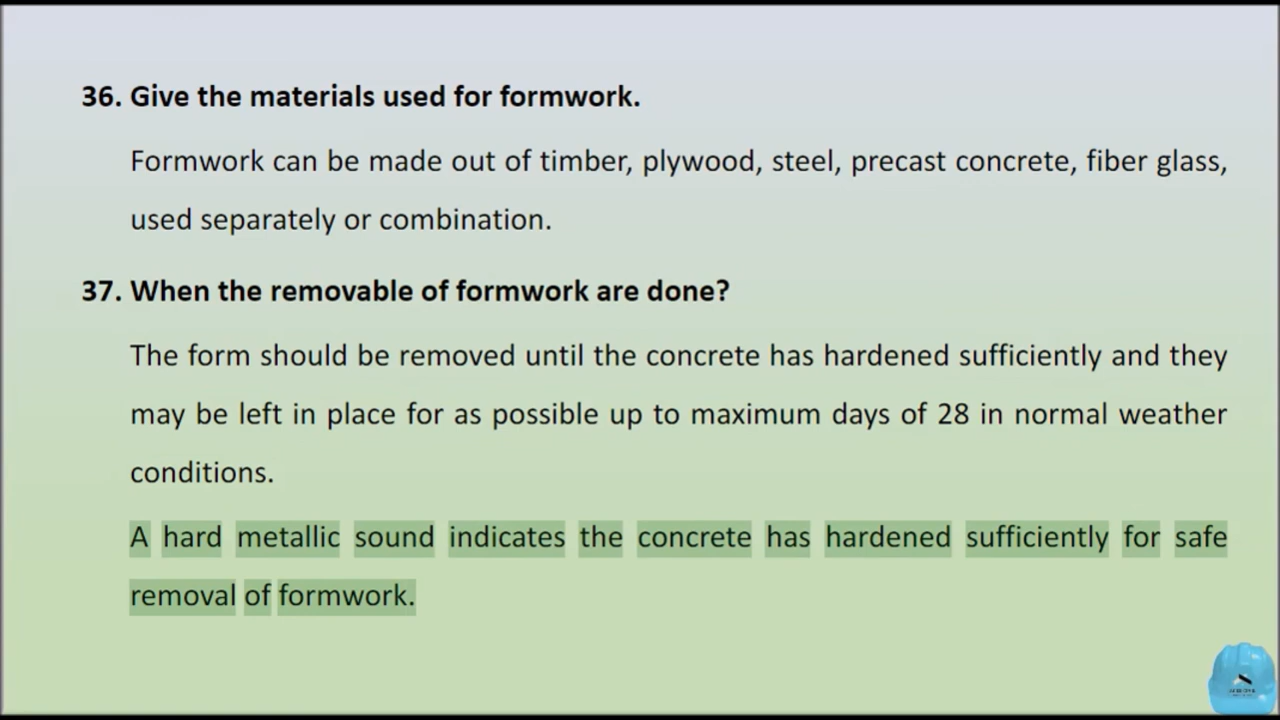 36. Give the materials used for formwork.
Formwork can be made out of timber, plywood, steel, precast concrete, fiber glass,
used separately or combination.
37. When the removable of formwork are done?
The form should be removed until the concrete has hardened sufficiently and they
may be left in place for as possible up to maximum days of 28 in normal weather
conditions.
A hard metallic sound indicates the concrete has hardened sufficiently for safe
removal of formwork.